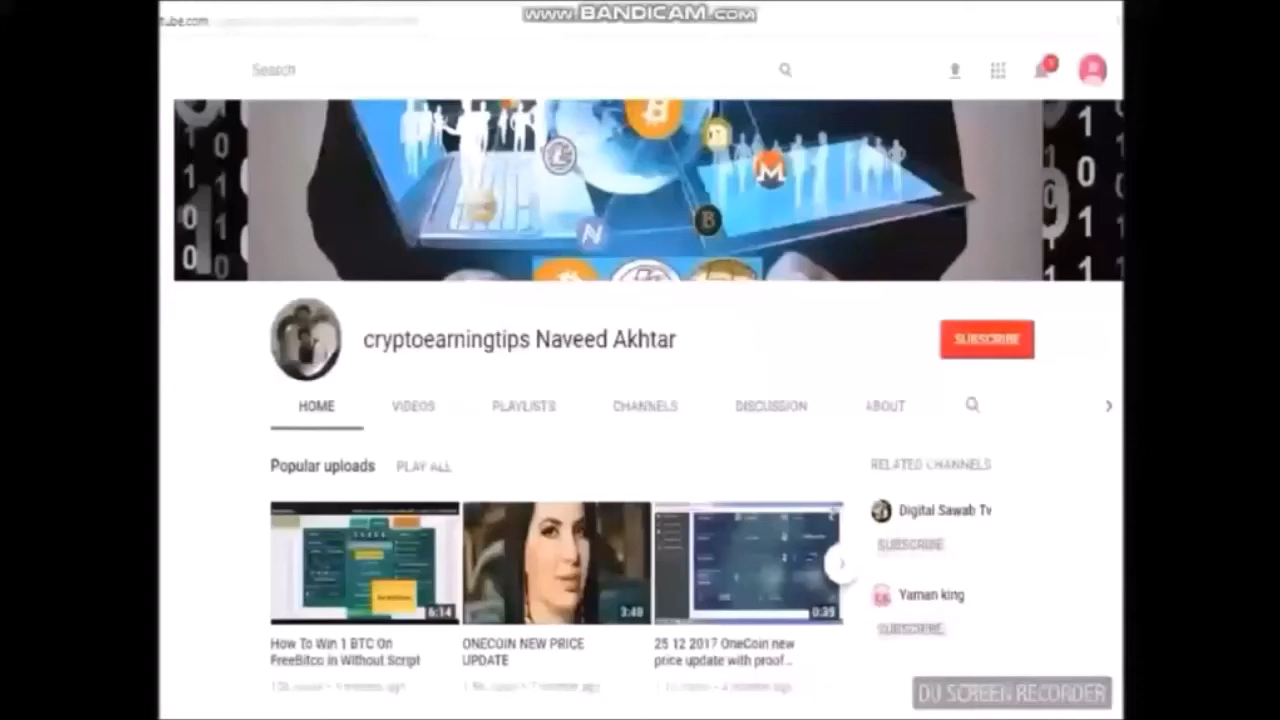 www.BANDICAM.com
tube.com
Search
cryptoearningtips Naveed Akhtar
SUBSCRIBE
HOME VIDEOS PLAYLISTS CHANNELS DISCUSSION ABOUT
Popular uploads PLAY ALL
RELATED CHANNELS
Digital Sawab Tv
SUBSCRIBE
Yaman king
SUBSCRIBE
6:14
3:49
0:39
How To Win 1 BTC On
FreeBitco in Without Script
ONECOIN NEW PRICE
UPDATE
25 12 2017 OneCoin new
price update with proof...
DU SCREEN RECORDER